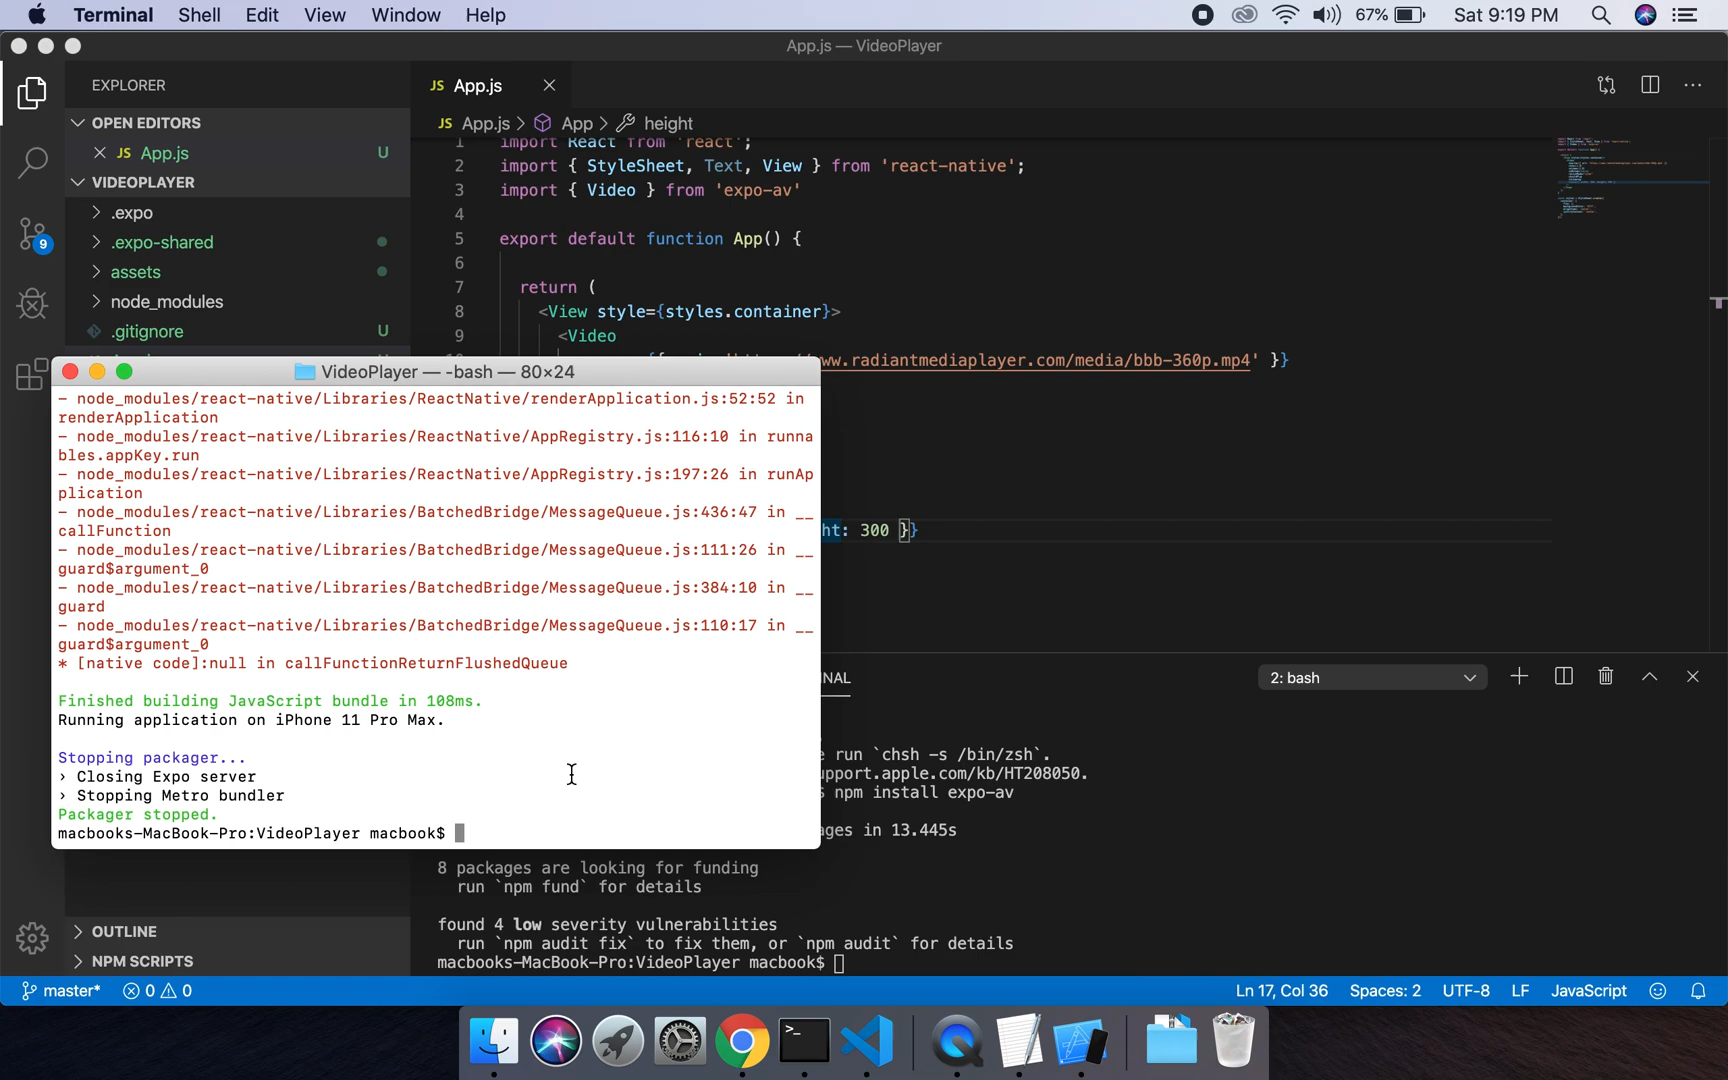 Terminal Shell Edit View Window Help 67% Sat 9:19 PM
App.js — VideoPlayer
EXPLORER
OPEN EDITORS
JS App.js U
VIDEOPLAYER
.expo
.expo-shared
assets
node_modules
.gitignore U
JS App.js
JS App.js > App > height
1 import React from 'react';
2 import { StyleSheet, Text, View } from 'react-native';
3 import { Video } from 'expo-av'
4
5 export default function App() {
6
7 return (
8 <View style={styles.container}>
9 <Video
ww.radiantmediaplayer.com/media/bbb-360p.mp4' }}
ht: 300 }}
VideoPlayer — -bash — 80×24
- node_modules/react-native/Libraries/ReactNative/renderApplication.js:52:52 in
renderApplication
- node_modules/react-native/Libraries/ReactNative/AppRegistry.js:116:10 in runna
bles.appKey.run
- node_modules/react-native/Libraries/ReactNative/AppRegistry.js:197:26 in runAp
plication
- node_modules/react-native/Libraries/BatchedBridge/MessageQueue.js:436:47 in __
callFunction
- node_modules/react-native/Libraries/BatchedBridge/MessageQueue.js:111:26 in __
guard$argument_0
- node_modules/react-native/Libraries/BatchedBridge/MessageQueue.js:384:10 in __
guard
- node_modules/react-native/Libraries/BatchedBridge/MessageQueue.js:110:17 in __
guard$argument_0
* [native code]:null in callFunctionReturnFlushedQueue
Finished building JavaScript bundle in 108ms.
Running application on iPhone 11 Pro Max.
Stopping packager...
› Closing Expo server
› Stopping Metro bundler
Packager stopped.
macbooks-MacBook-Pro:VideoPlayer macbook$
NAL
2: bash
e run `chsh -s /bin/zsh`.
upport.apple.com/kb/HT208050.
$ npm install expo-av
ages in 13.445s
8 packages are looking for funding
run `npm fund` for details
found 4 low severity vulnerabilities
run `npm audit fix` to fix them, or `npm audit` for details
macbooks-MacBook-Pro:VideoPlayer macbook$
9
OUTLINE
NPM SCRIPTS
master* 0 0 Ln 17, Col 36 Spaces: 2 UTF-8 LF JavaScript